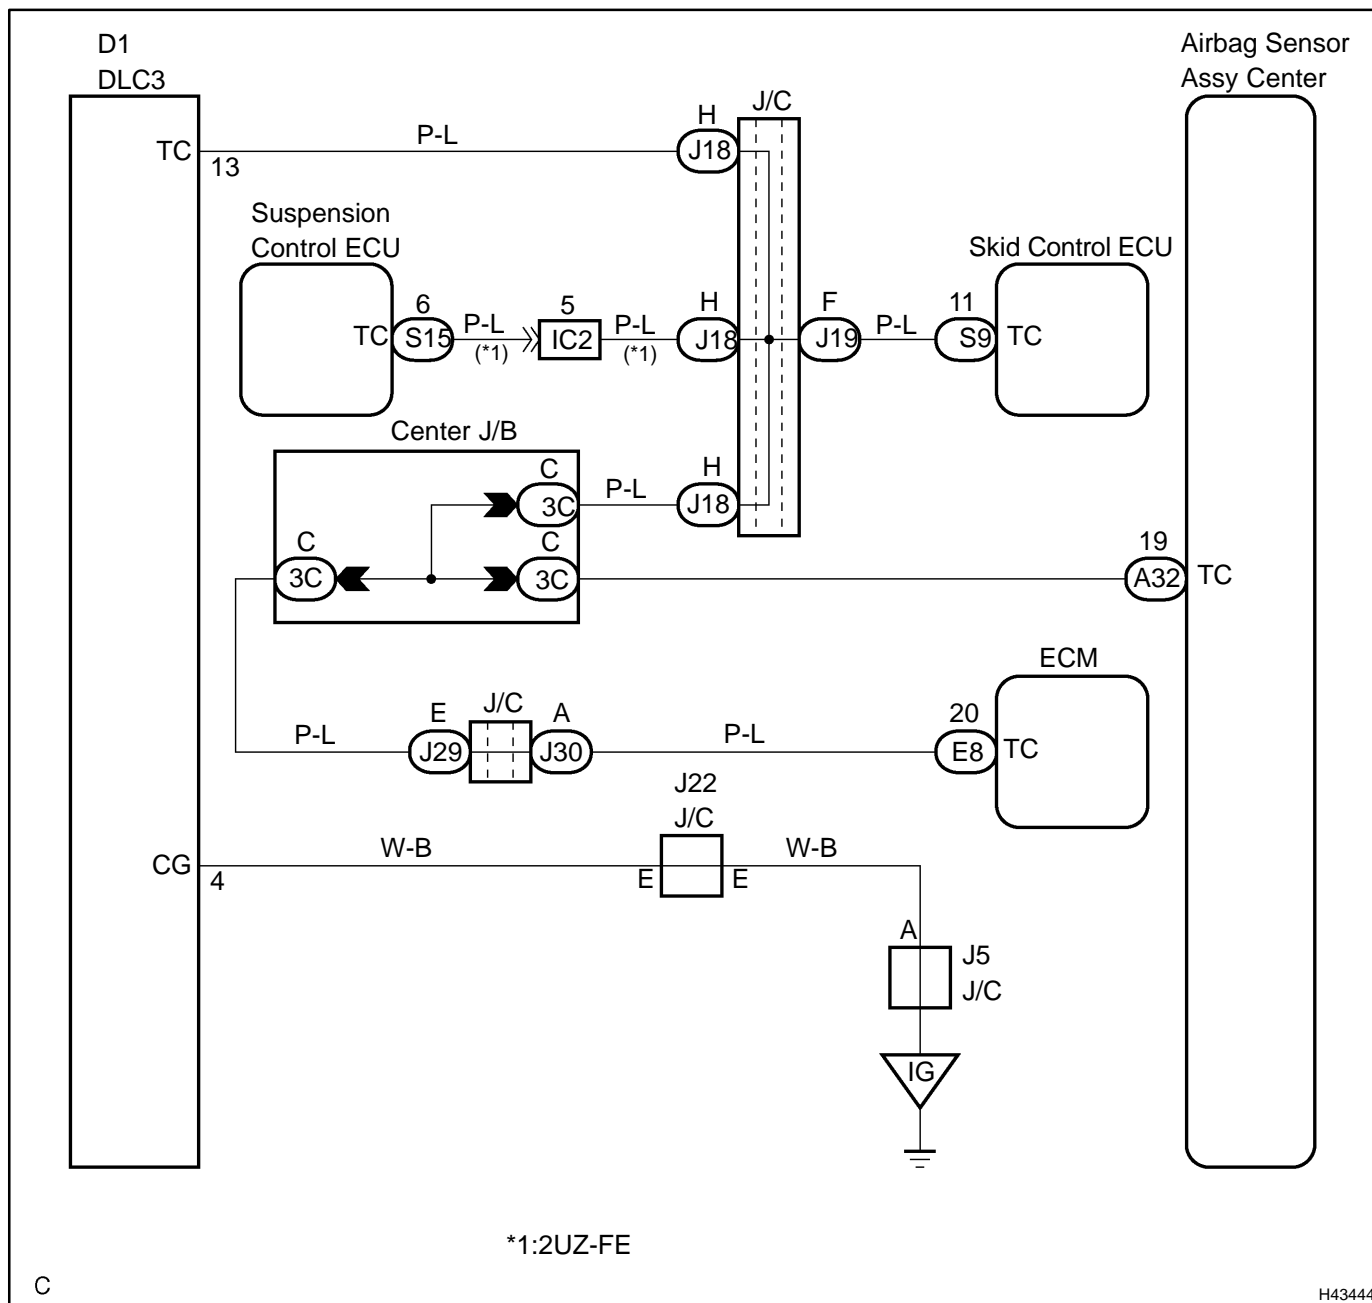 D1
DLC3
Airbag Sensor
Assy Center
J/C
H
TC
13
P-L
J18
Suspension
Control ECU
Skid Control ECU
6
5
H
F
11
TC
S15
P-L
(*1)
IC2
P-L
(*1)
J18
J19
P-L
S9
TC
Center J/B
C
3C
P-L
H
J18
C
3C
C
3C
19
A32
TC
ECM
E
J/C
A
20
P-L
J29
J30
P-L
E8
TC
J22
J/C
CG
4
W-B
E
E
W-B
A
J5
J/C
IG
*1:2UZ-FE
C
H43444